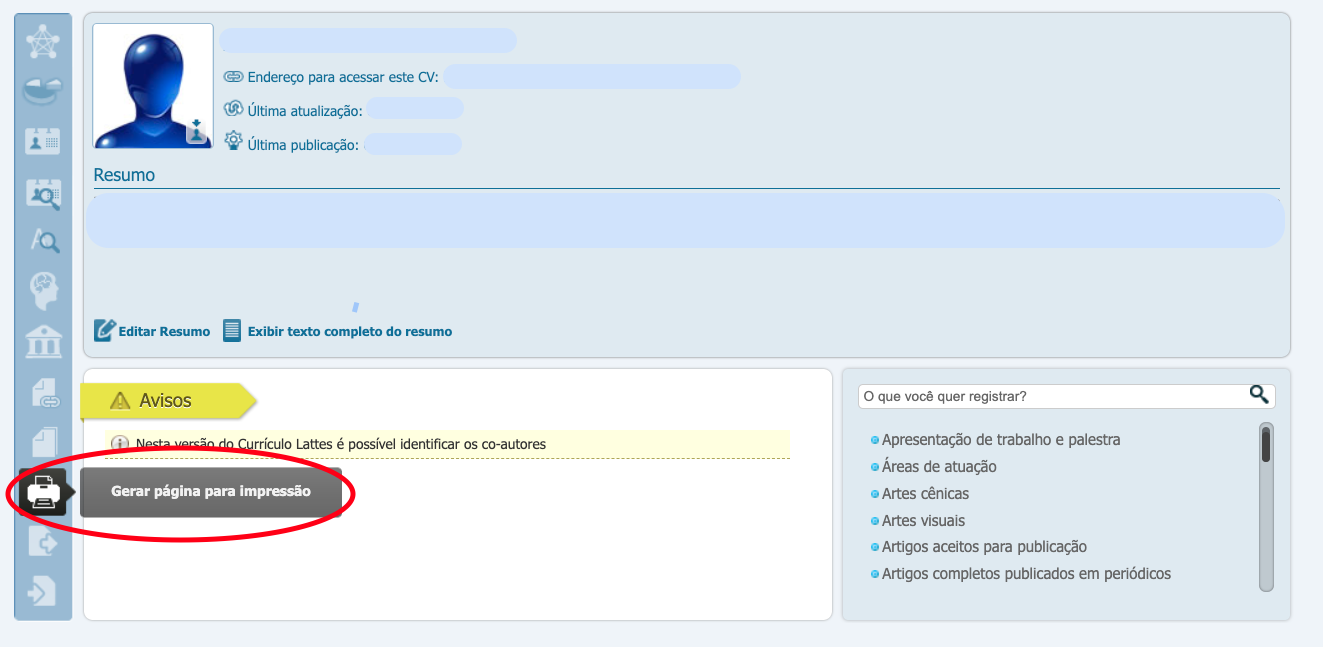 Endereço para acessar este CV:
Última atualização:
Última publicação:
Resumo
Editar Resumo Exibir texto completo do resumo
Avisos
Nesta versão do Currículo Lattes é possível identificar os co-autores
Gerar página para impressão
O que você quer registrar?
Apresentação de trabalho e palestra
Áreas de atuação
Artes cênicas
Artes visuais
Artigos aceitos para publicação
Artigos completos publicados em periódicos